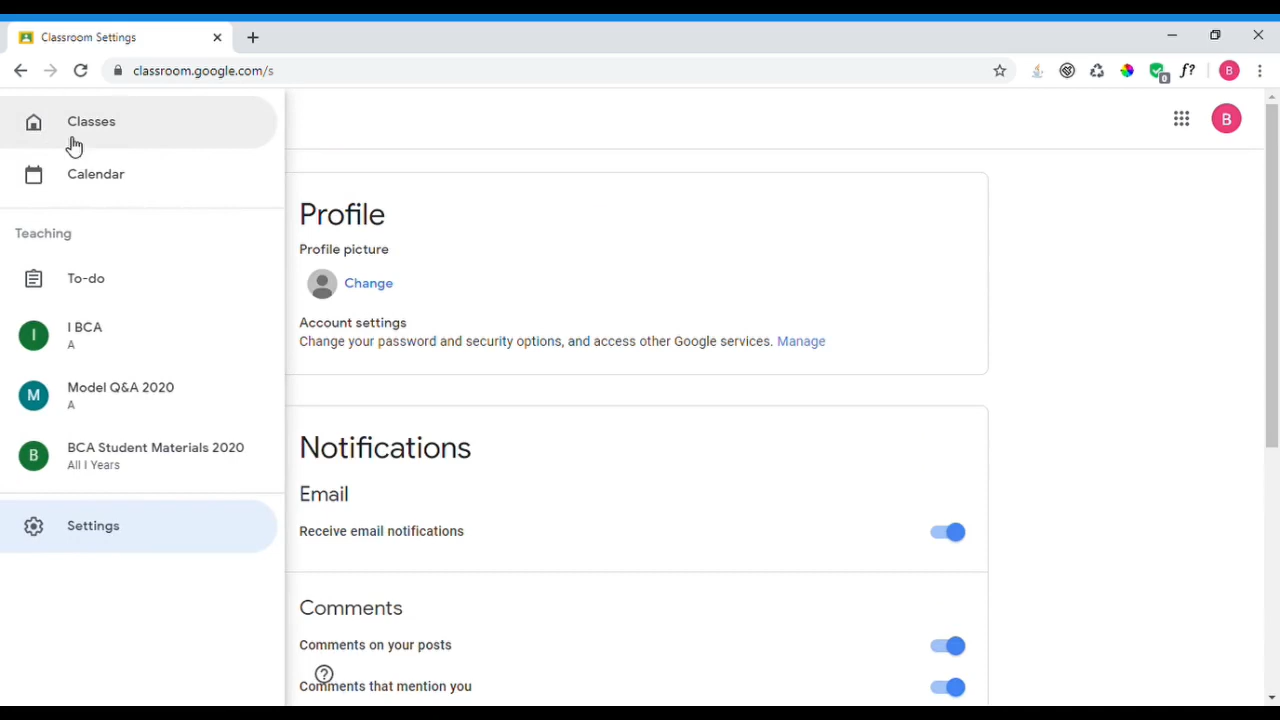 Classroom Settings
classroom.google.com/s
0
f?
B
Classes
Calendar
B
Teaching
To-do
I
I BCA
A
M
Model Q&A 2020
A
B
BCA Student Materials 2020
All I Years
Settings
Profile
Profile picture
Change
Account settings
Change your password and security options, and access other Google services. Manage
Notifications
Email
Receive email notifications
Comments
Comments on your posts
Comments that mention you